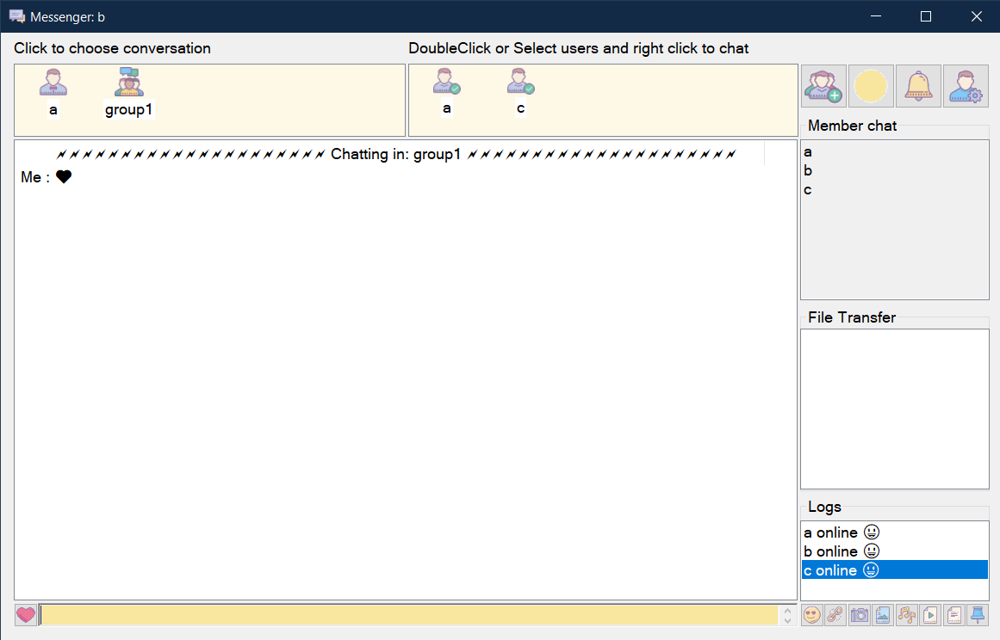 Messenger: b
Click to choose conversation
DoubleClick or Select users and right click to chat
a
group1
a
c
Member chat
a
b
c
Chatting in: group1
Me : ♥
File Transfer
Logs
a online 😃
b online 😃
c online 😃